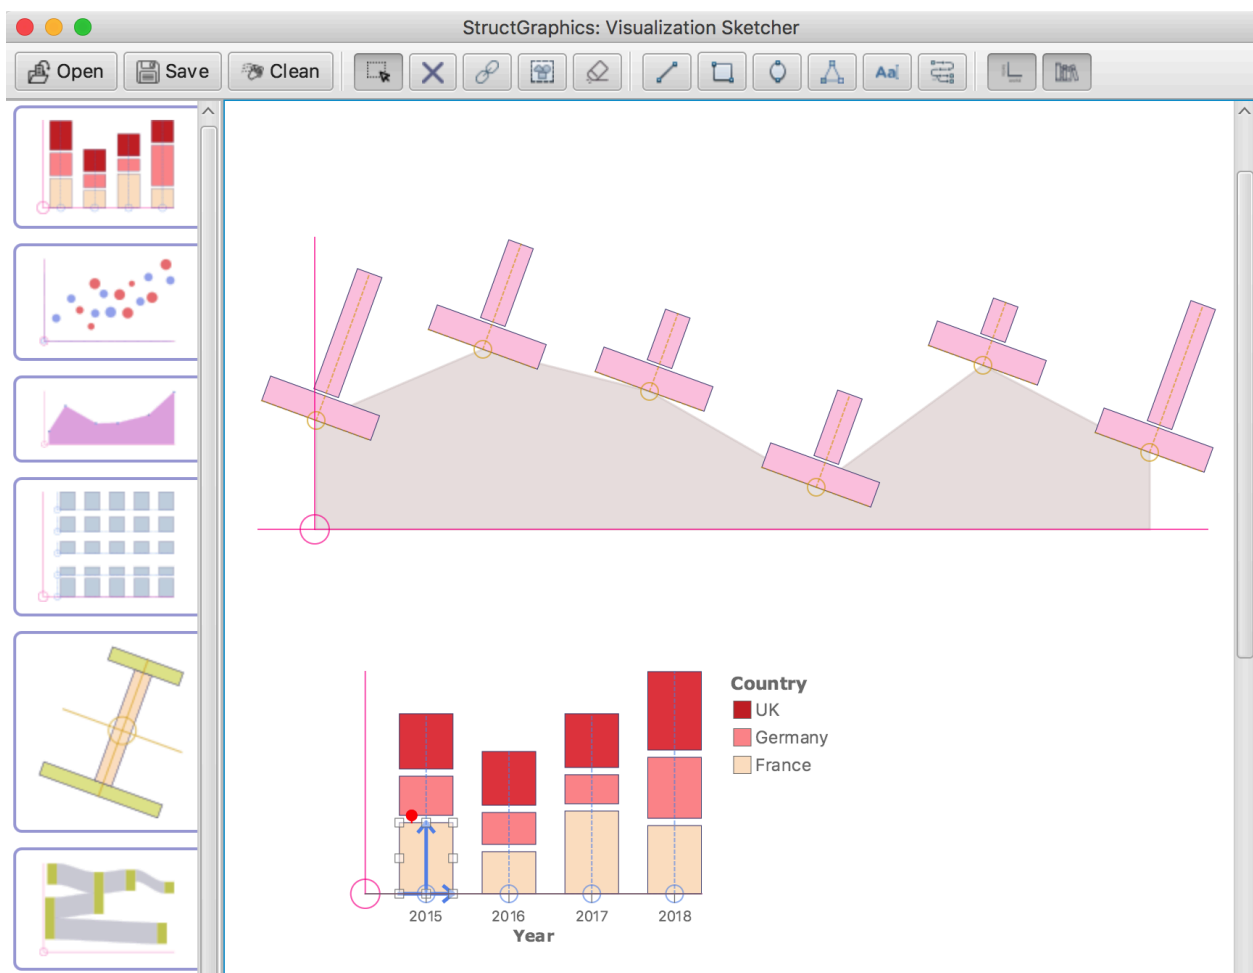 StructGraphics: Visualization Sketcher
Open Save Clean Aa
Country
UK
Germany
France
2015 2016 2017 2018
Year